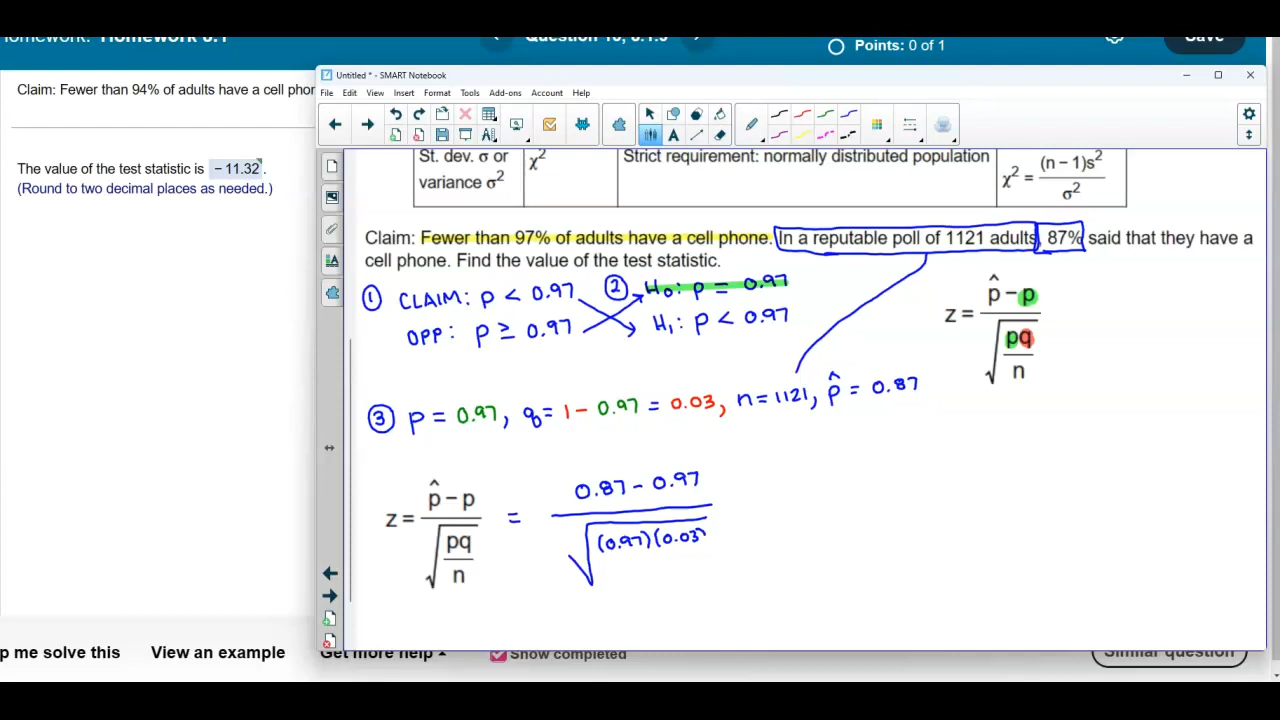 Homework: Homework 8.1
Question 10, 8.1.9
Points: 0 of 1
Save
Claim: Fewer than 94% of adults have a cell phon
The value of the test statistic is − 11.32.
(Round to two decimal places as needed.)
Untitled * - SMART Notebook
File Edit View Insert Format Tools Add-ons Account Help
St. dev. σ or variance σ²
χ²
Strict requirement: normally distributed population
χ² = (n − 1)s² / σ²
Claim: Fewer than 97% of adults have a cell phone. In a reputable poll of 1121 adults, 87% said that they have a
cell phone. Find the value of the test statistic.
① CLAIM: p < 0.97 ② H₀: p = 0.97
OPP: p ≥ 0.97 H₁: p < 0.97
z = (p̂ − p) / √(pq/n)
③ p = 0.97, q = 1 − 0.97 = 0.03, n = 1121, p̂ = 0.87
z = (p̂ − p) / √(pq/n) = 0.87 − 0.97 / √(0.97)(0.03)
p me solve this View an example Get more help Show completed Similar question